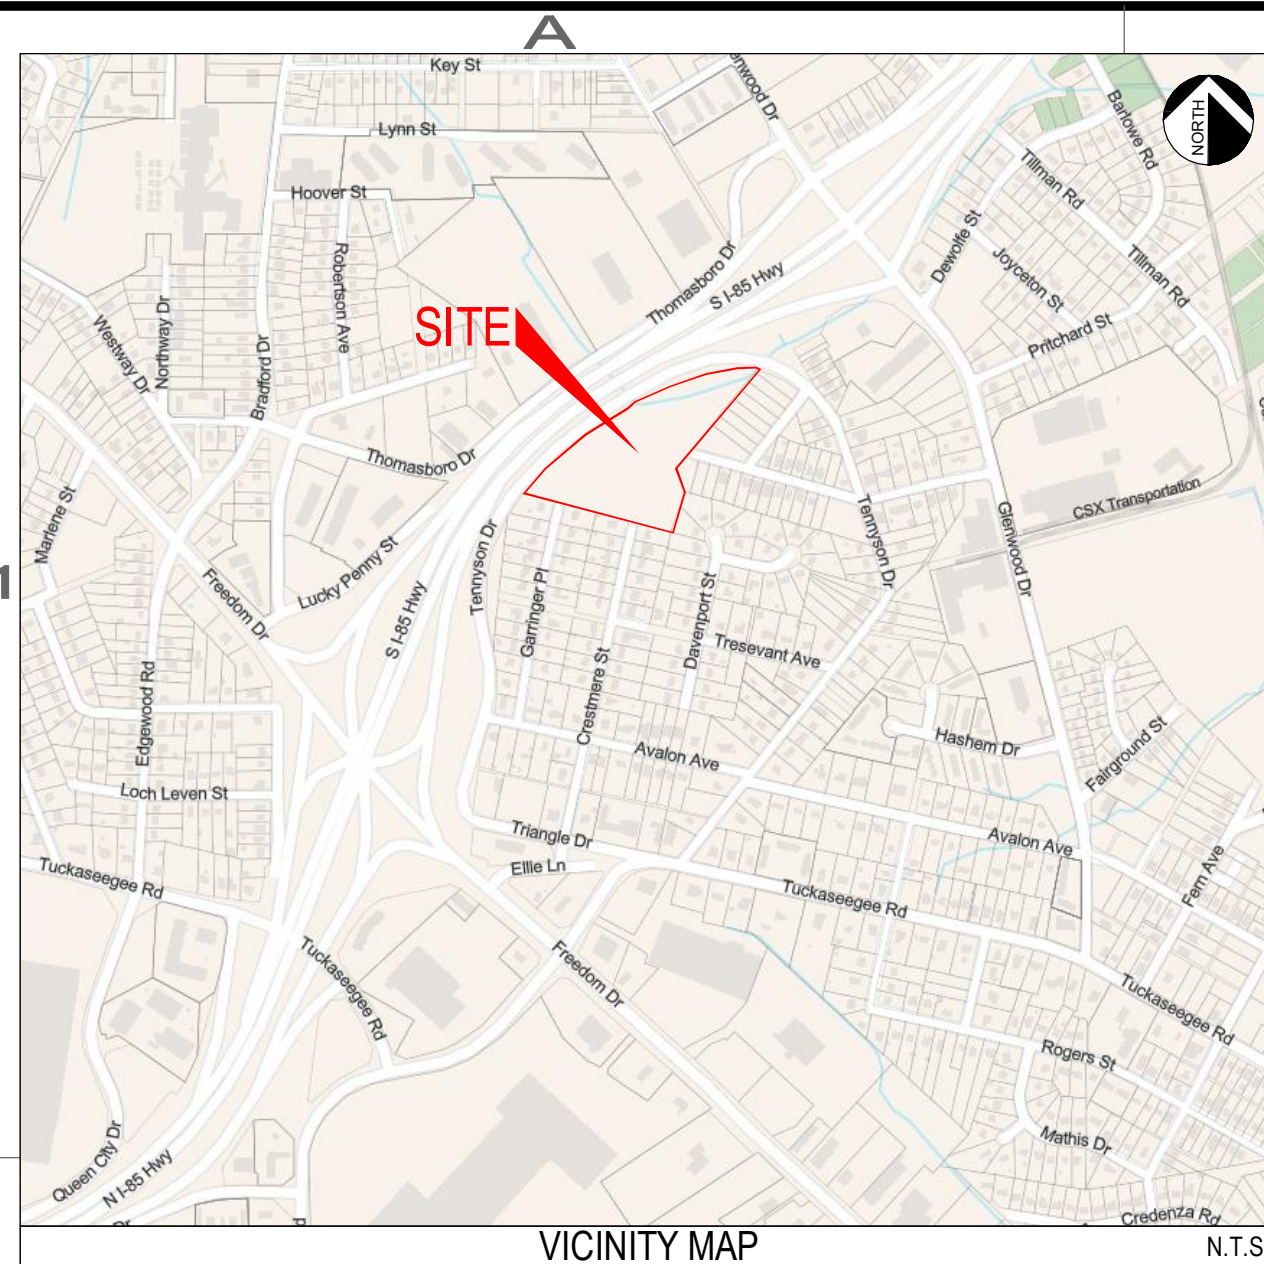 A
Key St
enwood Dr
Barlowe Rd
NORTH
Lynn St
Tillman Rd
Hoover St
Dewolfe St
Robertson Ave
Thomasboro Dr
S I-85 Hwy
Joyceton St
Tillman Rd
SITE
Northway Dr
Westway Dr
Bradford Dr
Pritchard St
Thomasboro Dr
CSX Transportation
Marlene St
Tennyson Dr
Tennyson Dr
Glenwood Dr
1
Freedom Dr
Lucky Penny St
S I-85 Hwy
Garringer Pl
Davenport St
Tresevant Ave
Crestmere St
Edgewood Rd
Avalon Ave
Hashem Dr
Fairground St
Loch Leven St
Triangle Dr
Avalon Ave
Ellie Ln
Fern Ave
Tuckaseegee Rd
Tuckaseegee Rd
Tuckaseegee Rd
Freedom Dr
Tuckaseegee Rd
Rogers St
Queen City Dr
N I-85 Hwy
Mathis Dr
Credenza Rd
Dr
VICINITY MAP
N.T.S